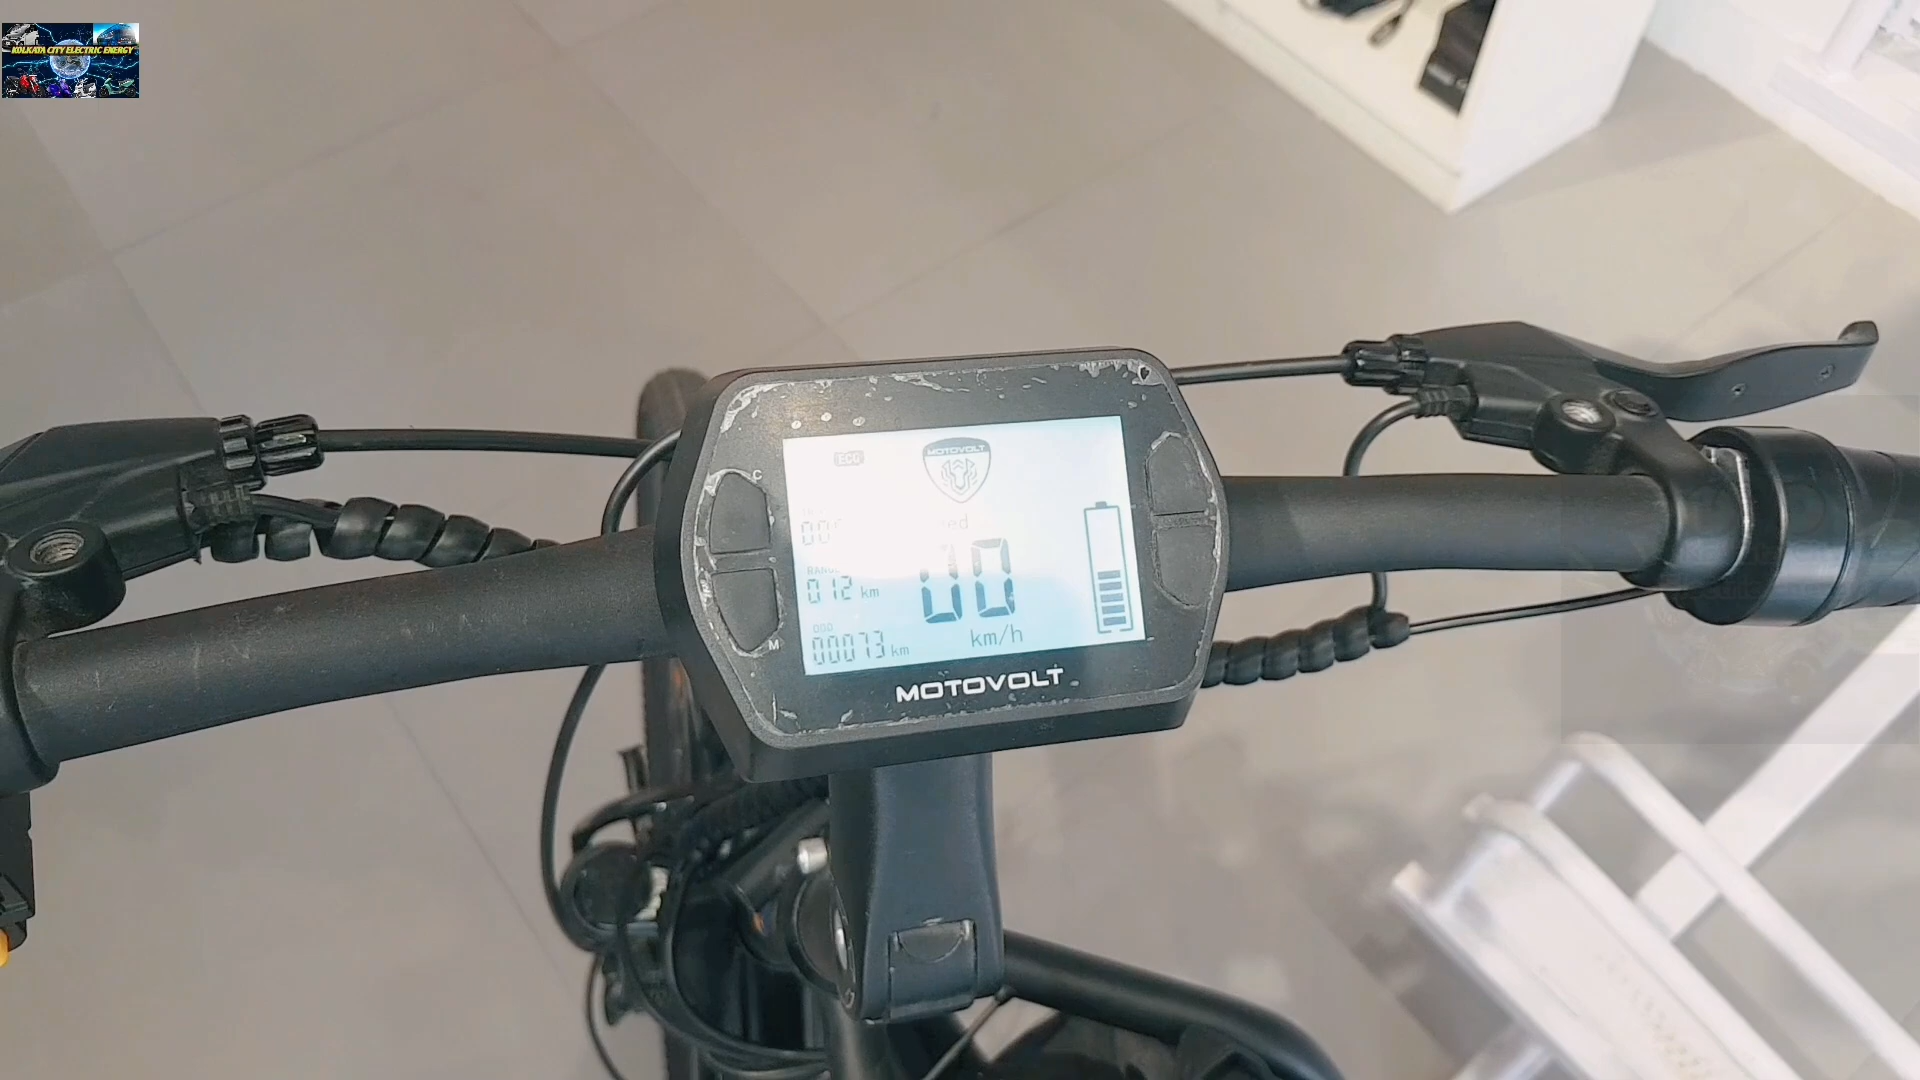 KOLKATA CITY ELECTRIC ENERGY
ECO
MOTOVOLT
C
RANGE
012 km
00
ODO
00073 km
km/h
M
MOTOVOLT